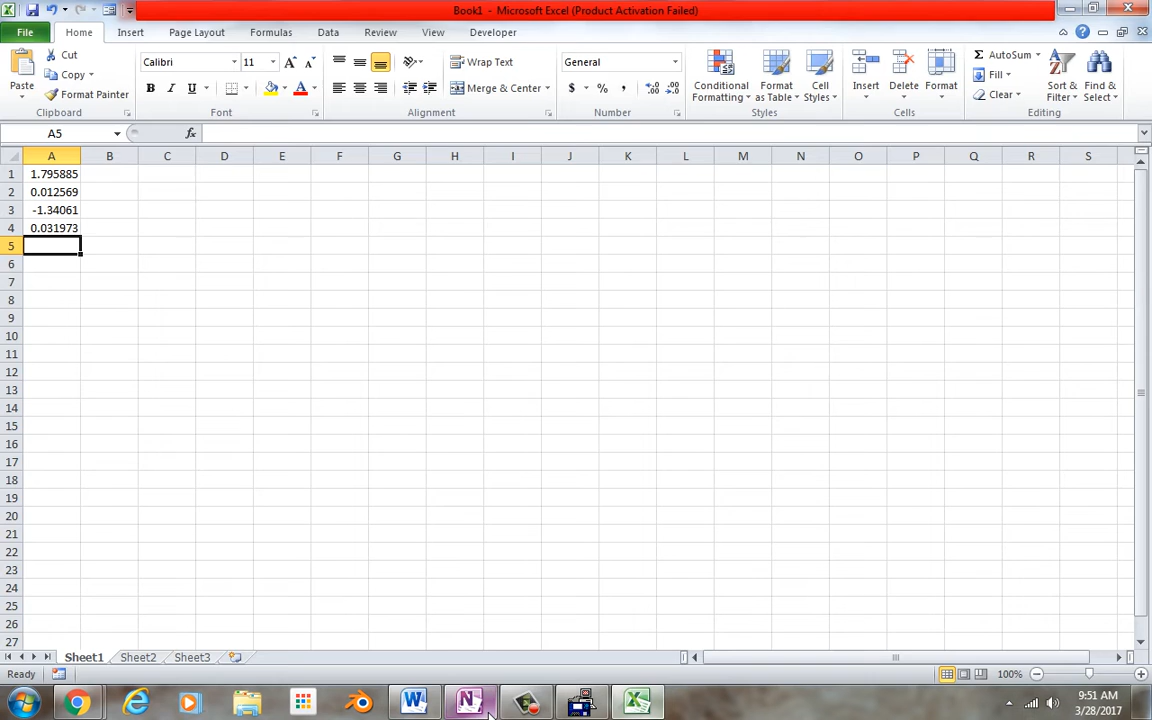 Book1 - Microsoft Excel (Product Activation Failed)
File Home Insert Page Layout Formulas Data Review View Developer
Paste
Cut
Copy
Format Painter
Clipboard
Calibri 11
B I U
Font
Wrap Text
Merge & Center
Alignment
General
$ % ,
Number
Conditional Formatting
Format as Table
Cell Styles
Styles
Insert Delete Format
Cells
AutoSum
Fill
Clear
Sort & Filter
Find & Select
Editing
A5 fx
A B C D E F G H I J K L M N O P Q R S
1 1.795885
2 0.012569
3 -1.34061
4 0.031973
5
6
7
8
9
10
11
12
13
14
15
16
17
18
19
20
21
22
23
24
25
26
27
Sheet1 Sheet2 Sheet3
Ready 100%
9:51 AM
3/28/2017